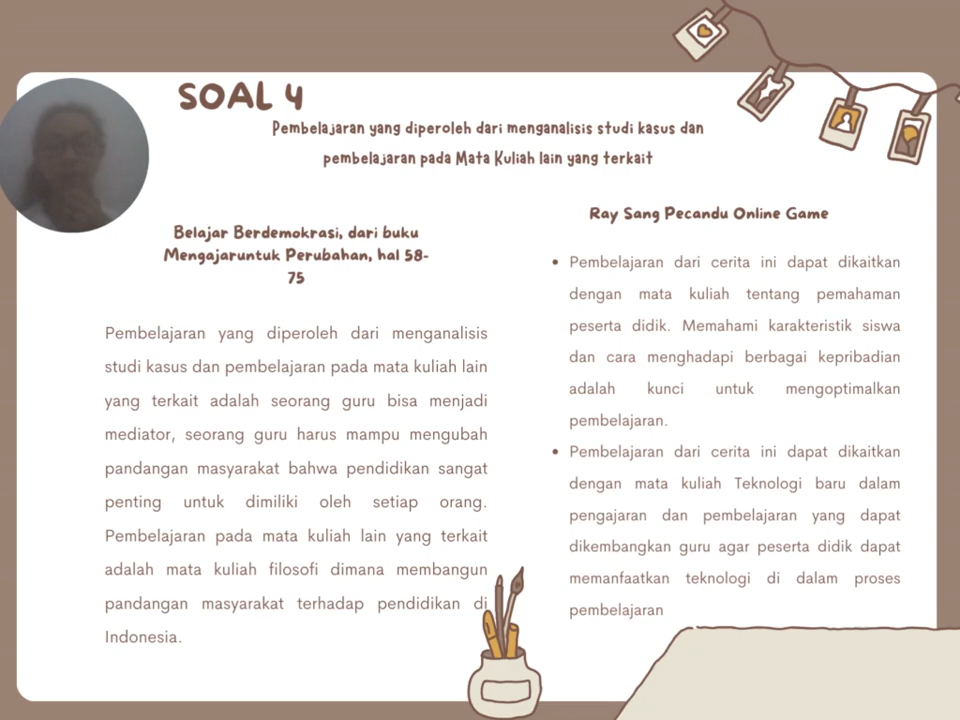 SOAL 4
Pembelajaran yang diperoleh dari menganalisis studi kasus dan
pembelajaran pada Mata Kuliah lain yang terkait
Belajar Berdemokrasi, dari buku
Mengajaruntuk Perubahan, hal 58-
75
Pembelajaran yang diperoleh dari menganalisis
studi kasus dan pembelajaran pada mata kuliah lain
yang terkait adalah seorang guru bisa menjadi
mediator, seorang guru harus mampu mengubah
pandangan masyarakat bahwa pendidikan sangat
penting untuk dimiliki oleh setiap orang.
Pembelajaran pada mata kuliah lain yang terkait
adalah mata kuliah filosofi dimana membangun
pandangan masyarakat terhadap pendidikan di
Indonesia.
Ray Sang Pecandu Online Game
• Pembelajaran dari cerita ini dapat dikaitkan
dengan mata kuliah tentang pemahaman
peserta didik. Memahami karakteristik siswa
dan cara menghadapi berbagai kepribadian
adalah kunci untuk mengoptimalkan
pembelajaran.
• Pembelajaran dari cerita ini dapat dikaitkan
dengan mata kuliah Teknologi baru dalam
pengajaran dan pembelajaran yang dapat
dikembangkan guru agar peserta didik dapat
memanfaatkan teknologi di dalam proses
pembelajaran